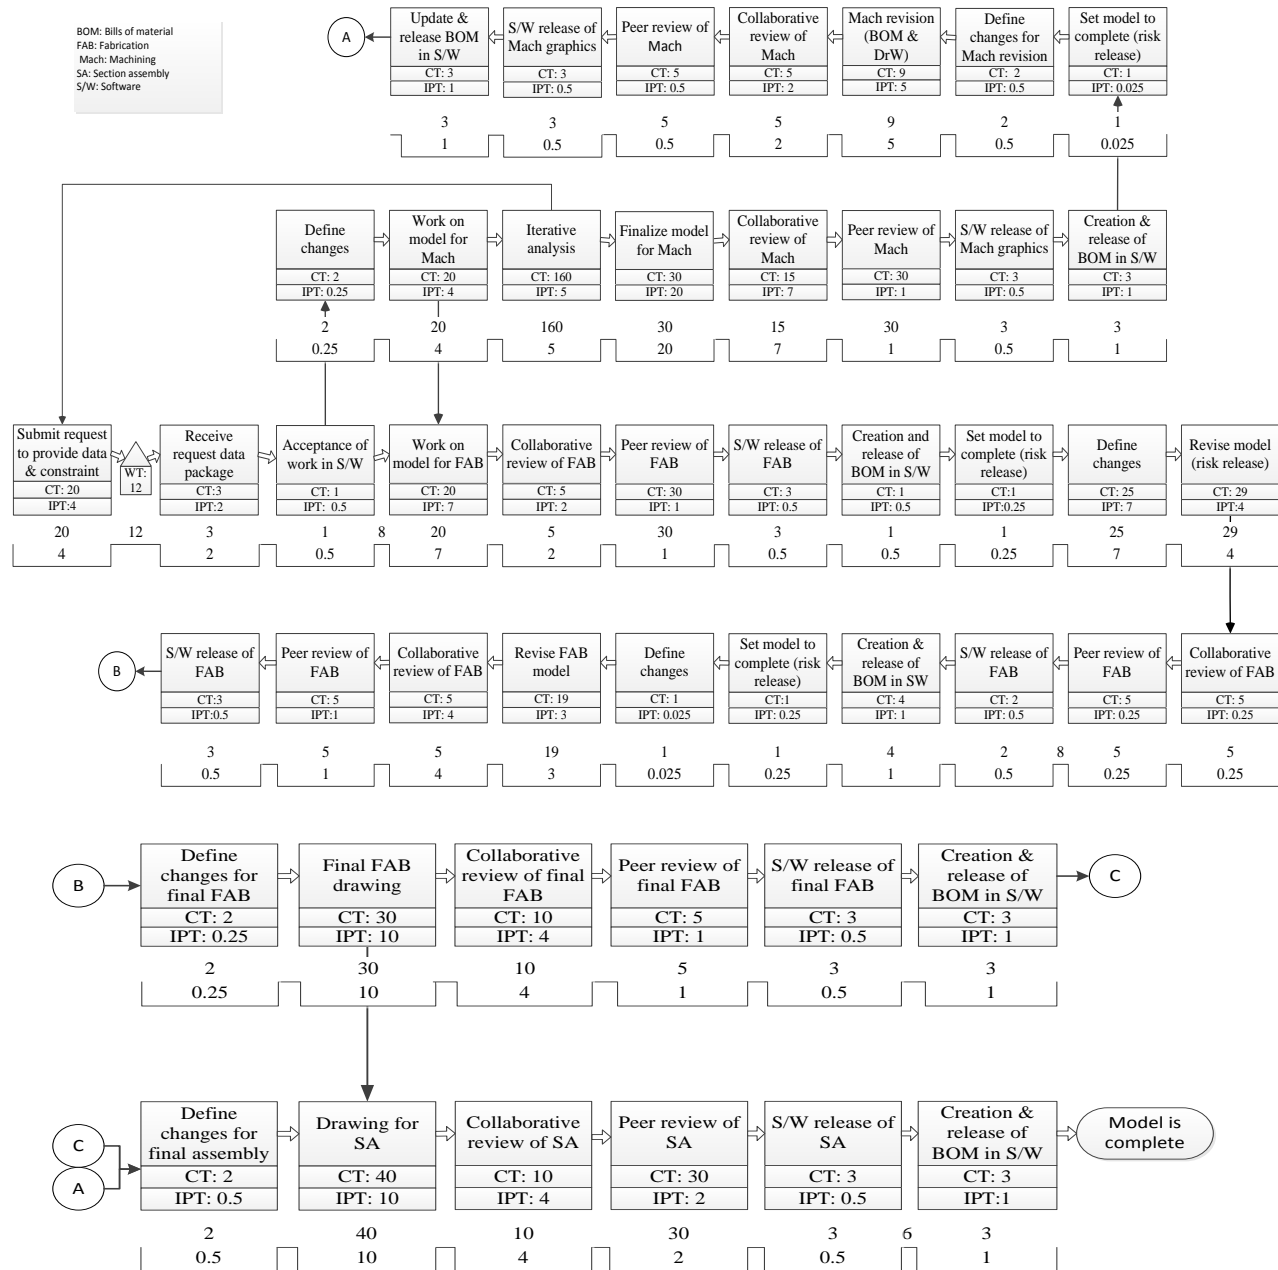 BOM: Bills of material
FAB: Fabrication
Mach: Machining
SA: Section assembly
S/W: Software
A
Update &
release BOM
in S/W
CT: 3
IPT: 1
S/W release of
Mach graphics
CT: 3
IPT: 0.5
Peer review of
Mach
CT: 5
IPT: 0.5
Collaborative
review of
Mach
CT: 5
IPT: 2
Mach revision
(BOM &
DrW)
CT: 9
IPT: 5
Define
changes for
Mach revision
CT: 2
IPT: 0.5
Set model to
complete (risk
release)
CT: 1
IPT: 0.025
3 3 5 5 9 2 1
1 0.5 0.5 2 5 0.5 0.025
Define
changes
CT: 2
IPT: 0.25
Work on
model for
Mach
CT: 20
IPT: 4
Iterative
analysis
CT: 160
IPT: 5
Finalize model
for Mach
CT: 30
IPT: 20
Collaborative
review of
Mach
CT: 15
IPT: 7
Peer review of
Mach
CT: 30
IPT: 1
S/W release of
Mach graphics
CT: 3
IPT: 0.5
Creation &
release of
BOM in S/W
CT: 3
IPT: 1
2 20 160 30 15 30 3 3
0.25 4 5 20 7 1 0.5 1
Submit request
to provide data
& constraint
CT: 20
IPT:4
WT:
12
Receive
request data
package
CT:3
IPT:2
Acceptance of
work in S/W
CT: 1
IPT: 0.5
Work on
model for FAB
CT: 20
IPT: 7
Collaborative
review of FAB
CT: 5
IPT: 2
Peer review of
FAB
CT: 30
IPT: 1
S/W release of
FAB
CT: 3
IPT: 0.5
Creation and
release of
BOM in S/W
CT: 1
IPT: 0.5
Set model to
complete (risk
release)
CT:1
IPT:0.25
Define
changes
CT: 25
IPT: 7
Revise model
(risk release)
CT: 29
IPT:4
20 12 3 1 8 20 5 30 3 1 1 25 29
4 2 0.5 7 2 1 0.5 0.5 0.25 7 4
B
S/W release of
FAB
CT:3
IPT:0.5
Peer review of
FAB
CT: 5
IPT:1
Collaborative
review of FAB
CT: 5
IPT: 4
Revise FAB
model
CT: 19
IPT: 3
Define
changes
CT: 1
IPT: 0.025
Set model to
complete (risk
release)
CT:1
IPT: 0.25
Creation &
release of
BOM in SW
CT: 4
IPT: 1
S/W release of
FAB
CT: 2
IPT: 0.5
Peer review of
FAB
CT: 5
IPT: 0.25
Collaborative
review of FAB
CT: 5
IPT: 0.25
3 5 5 19 1 1 4 2 8 5 5
0.5 1 4 3 0.025 0.25 1 0.5 0.25 0.25
B
Define
changes for
final FAB
CT: 2
IPT: 0.25
Final FAB
drawing
CT: 30
IPT: 10
Collaborative
review of final
FAB
CT: 10
IPT: 4
Peer review of
final FAB
CT: 5
IPT: 1
S/W release of
final FAB
CT: 3
IPT: 0.5
Creation &
release of
BOM in S/W
CT: 3
IPT: 1
C
2 30 10 5 3 3
0.25 10 4 1 0.5 1
C
A
Define
changes for
final assembly
CT: 2
IPT: 0.5
Drawing for
SA
CT: 40
IPT: 10
Collaborative
review of SA
CT: 10
IPT: 4
Peer review of
SA
CT: 30
IPT: 2
S/W release of
SA
CT: 3
IPT: 0.5
Creation &
release of
BOM in S/W
CT: 3
IPT:1
Model is
complete
2 40 10 30 3 6 3
0.5 10 4 2 0.5 1